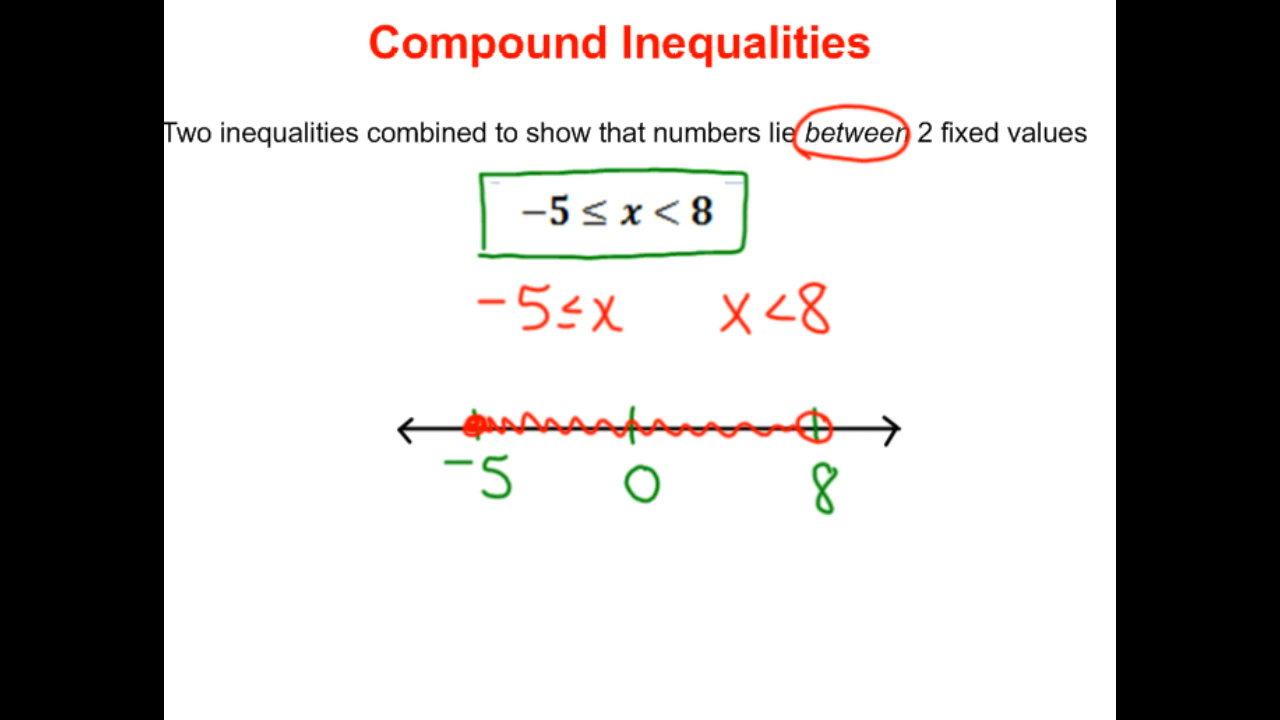 Compound Inequalities
Two inequalities combined to show that numbers lie between 2 fixed values
−5 ≤ x < 8
-5≤x x<8
-5 0 8